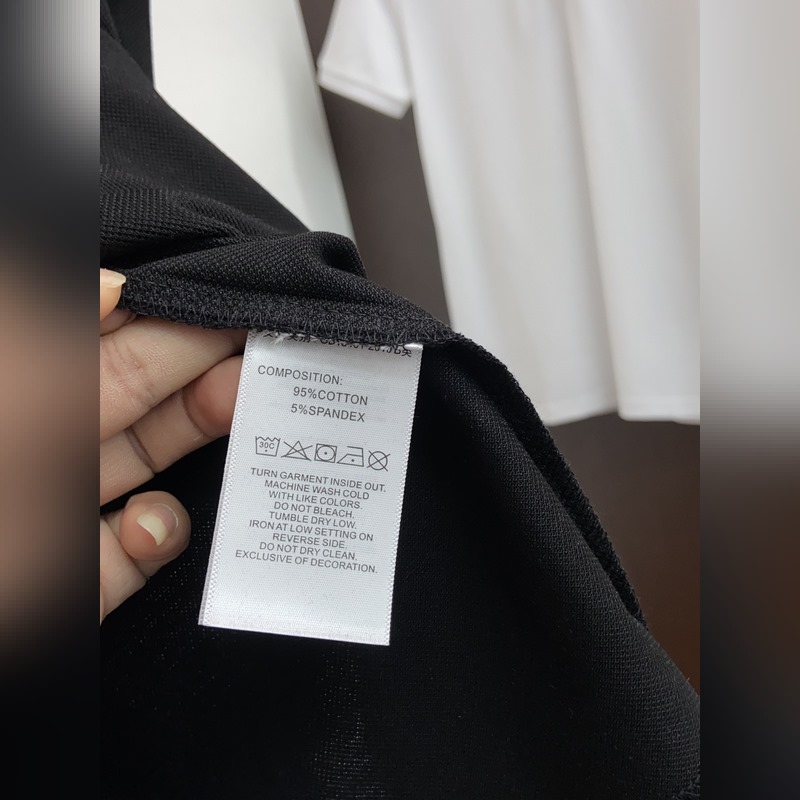 COMPOSITION:
95%COTTON
5%SPANDEX
30C
TURN GARMENT INSIDE OUT.
MACHINE WASH COLD
WITH LIKE COLORS.
DO NOT BLEACH.
TUMBLE DRY LOW.
IRON AT LOW SETTING ON
REVERSE SIDE.
DO NOT DRY CLEAN.
EXCLUSIVE OF DECORATION.